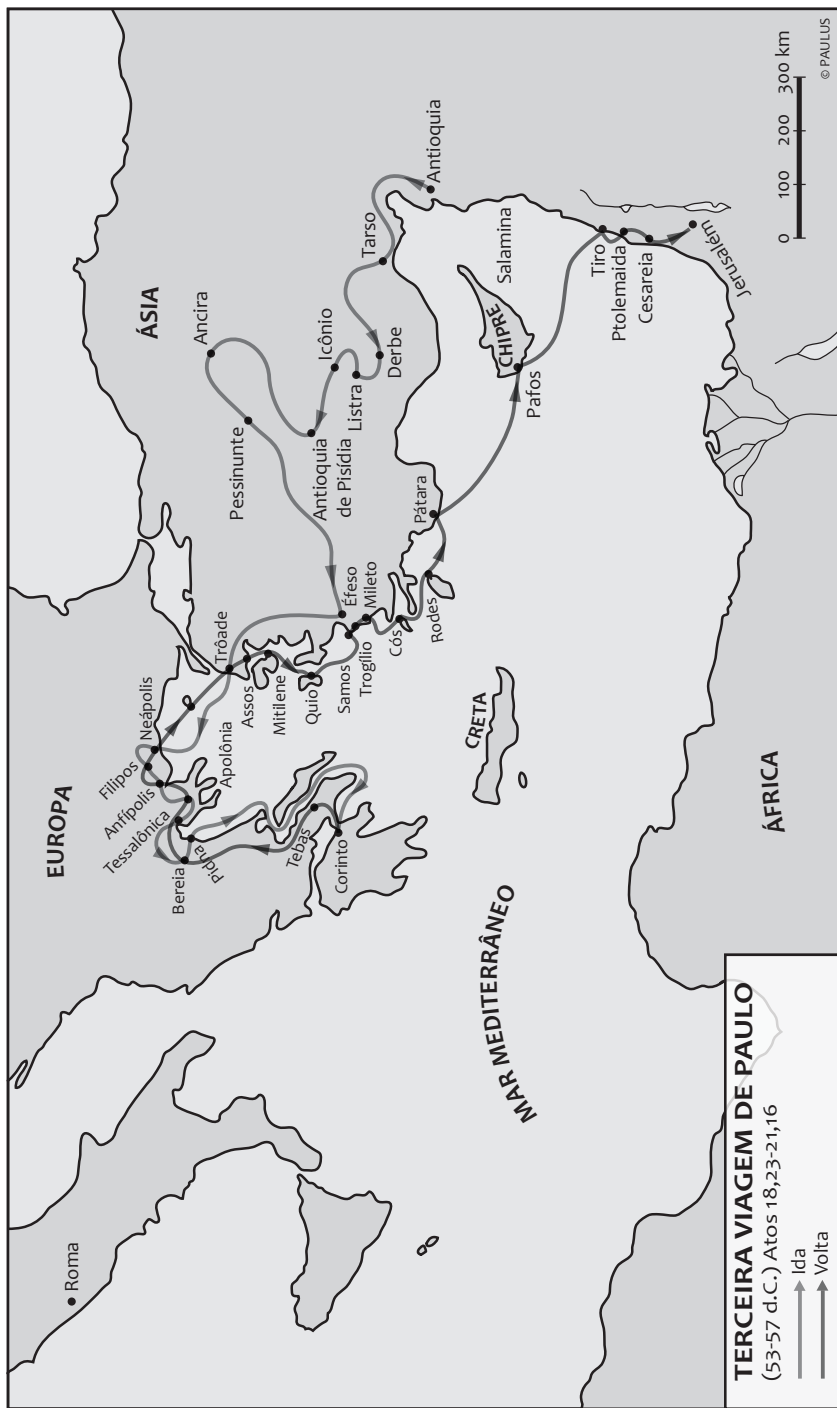 EUROPA
ÁSIA
ÁFRICA
MAR MEDITERRÂNEO
Roma
Filipos
Neápolis
Anfípolis
Tessalônica
Apolônia
Bereia
Pidna
Tebas
Corinto
Trôade
Assos
Mitilene
Quio
Samos
Trogílio
Éfeso
Mileto
Cós
Rodes
Pátara
CRETA
Ancira
Pessinunte
Antioquia
de Pisídia
Icônio
Listra
Derbe
Tarso
Antioquia
Salamina
CHIPRE
Pafos
Tiro
Ptolemaida
Cesareia
Jerusalém
TERCEIRA VIAGEM DE PAULO
(53-57 d.C.) Atos 18,23-21,16
Ida
Volta
0 100 200 300 km
© PAULUS